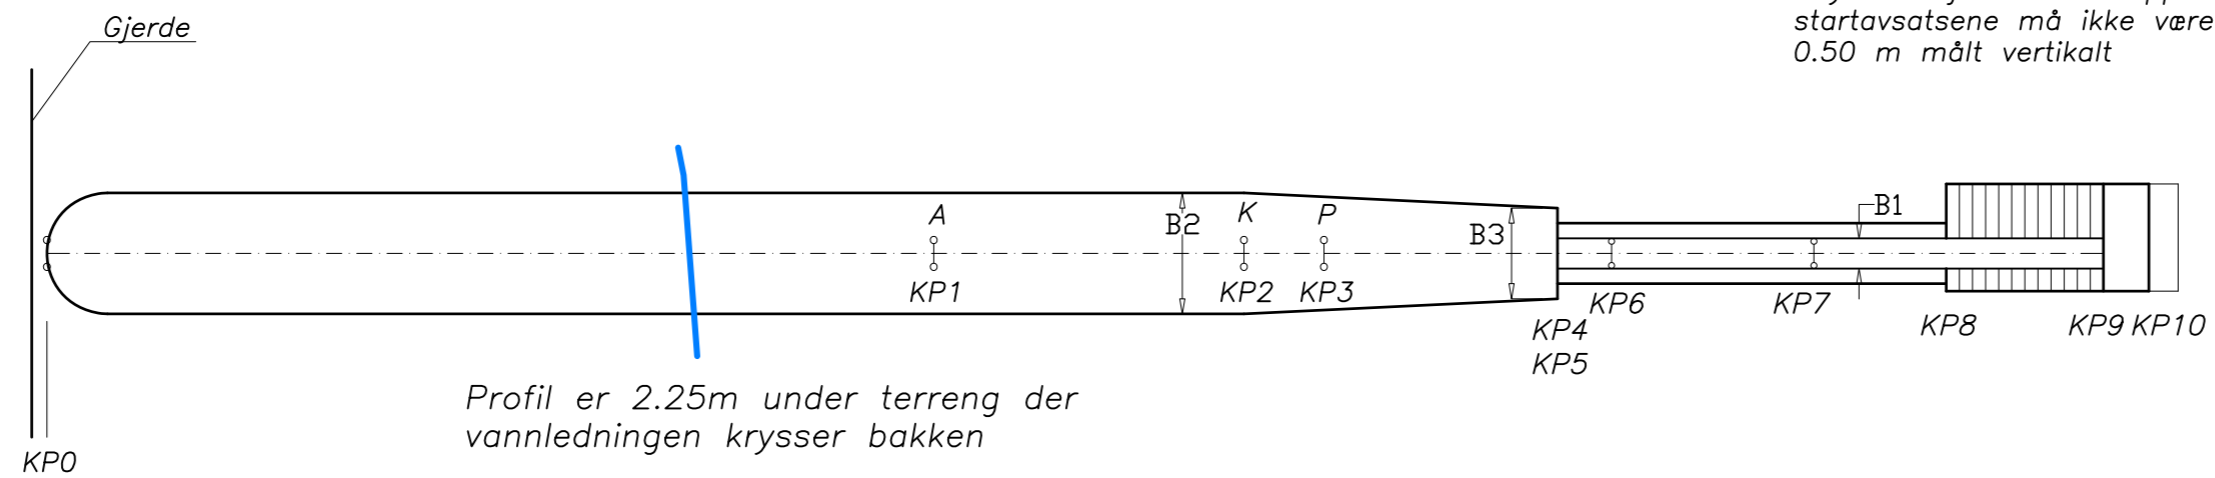 Gjerde
startavsatsene må ikke være
0.50 m målt vertikalt
A
K
P
B2
B3
B1
KP1
KP2
KP3
KP6
KP7
KP4
KP5
KP8
KP9
KP10
Profil er 2.25m under terreng der
vannledningen krysser bakken
KP0